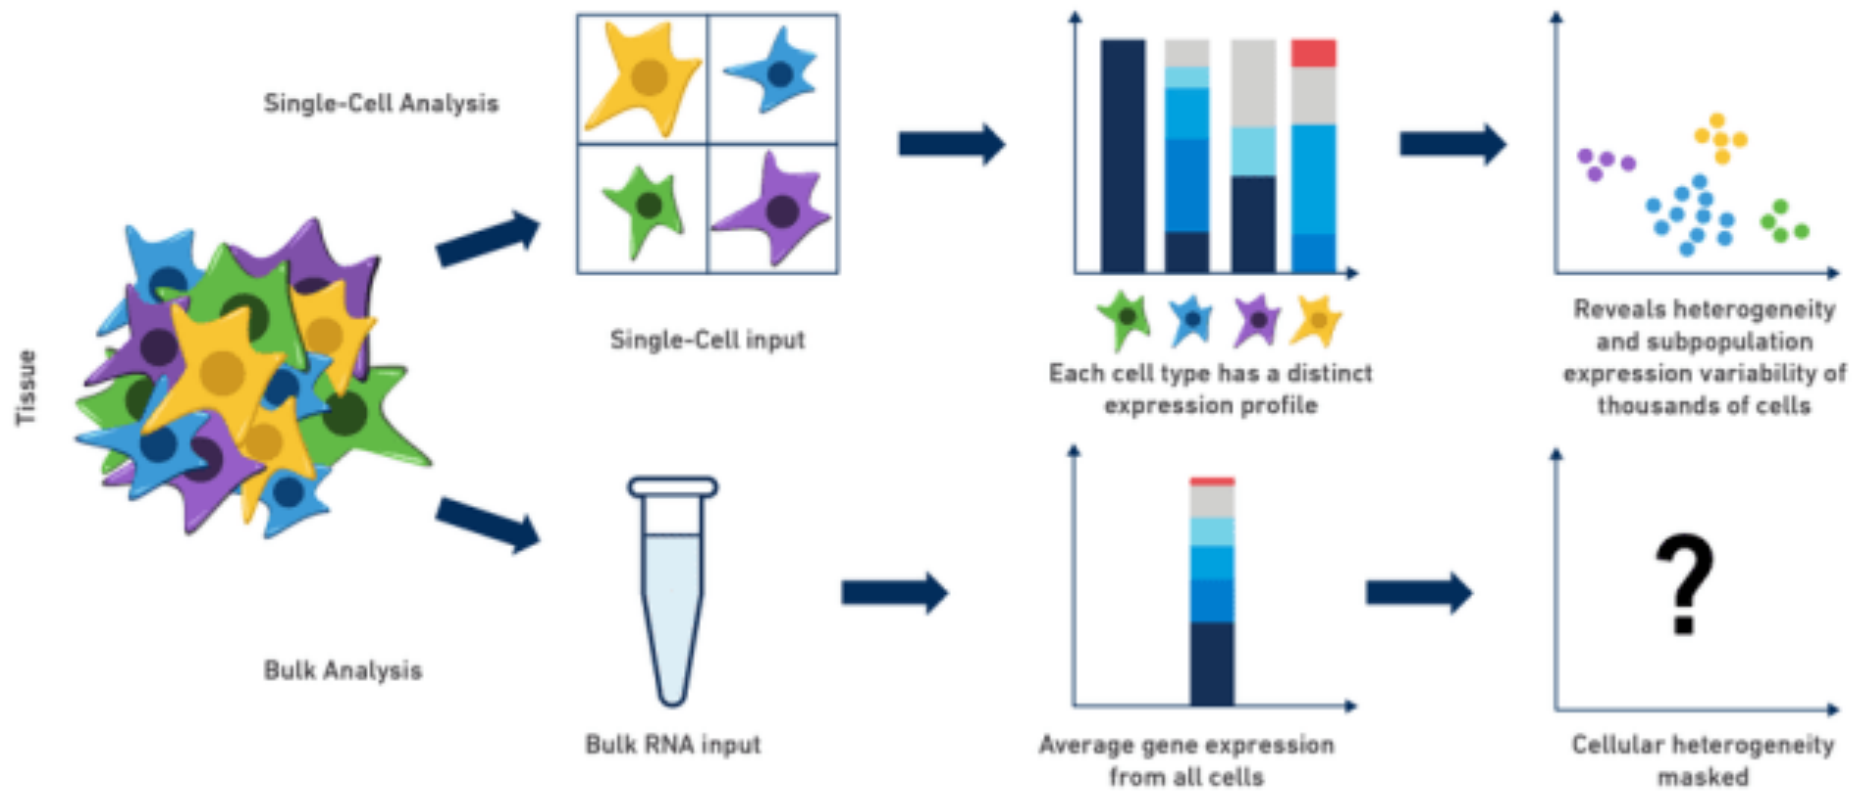 Single-Cell Analysis
Single-Cell input
Each cell type has a distinct
expression profile
Reveals heterogeneity
and subpopulation
expression variability of
thousands of cells
Tissue
Bulk Analysis
Bulk RNA input
Average gene expression
from all cells
?
Cellular heterogeneity
masked